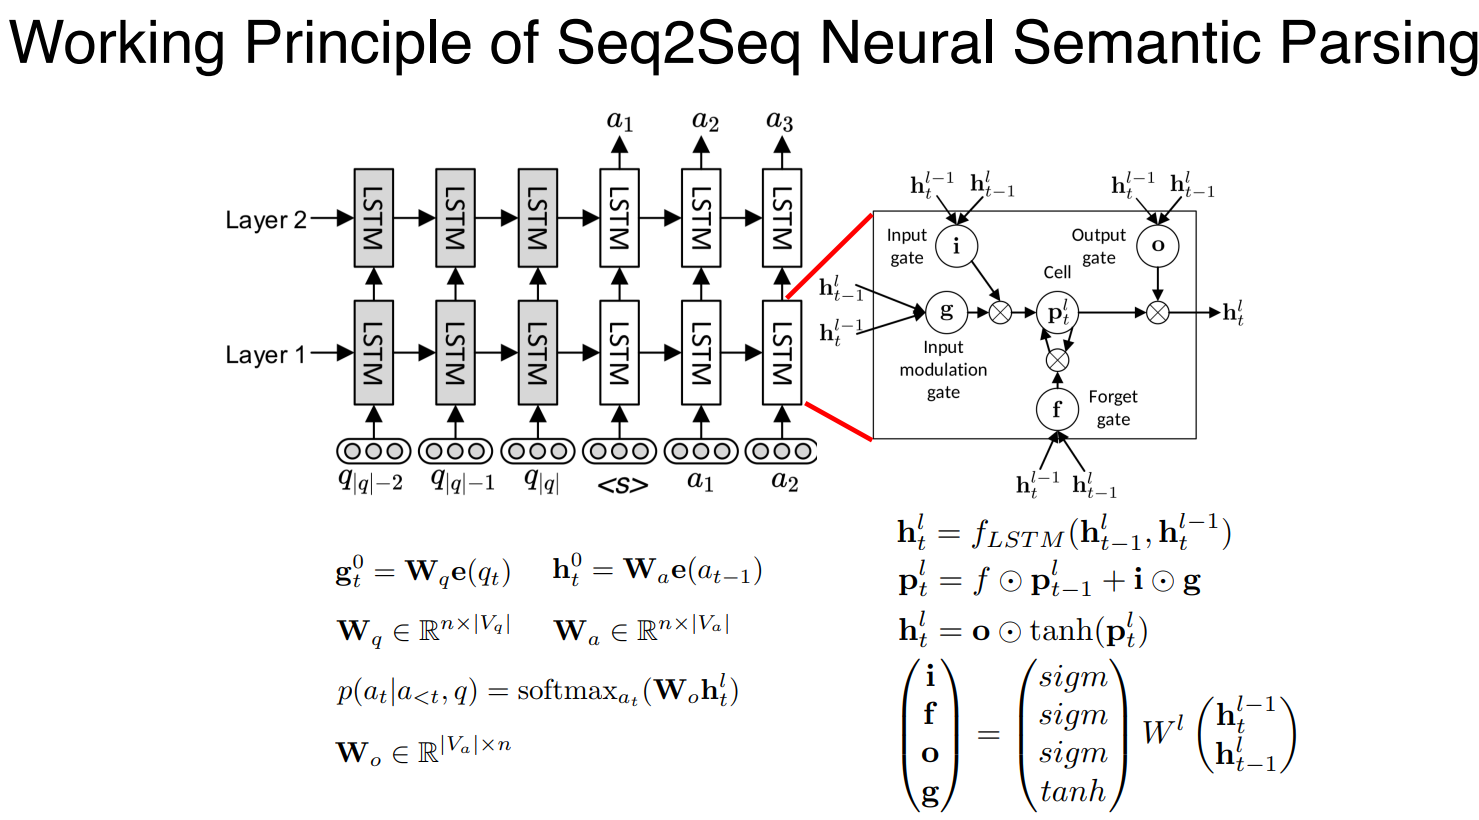 Working Principle of Seq2Seq Neural Semantic Parsing
a₁ a₂ a₃
Layer 2
LSTM LSTM LSTM LSTM LSTM LSTM
Layer 1
LSTM LSTM LSTM LSTM LSTM LSTM
q_{|q|-2} q_{|q|-1} q_{|q|} <s> a₁ a₂
h_t^{l-1} h_{t-1}^l
h_t^{l-1} h_{t-1}^l
Input gate
i
Output gate
o
Cell
h_{t-1}^l
h_t^{l-1}
g
p_t^l
h_t^l
Input modulation gate
f
Forget gate
h_t^{l-1} h_{t-1}^l
g_t^0 = W_q e(q_t)
h_t^0 = W_a e(a_{t-1})
W_q ∈ ℝ^{n×|V_q|}
W_a ∈ ℝ^{n×|V_a|}
p(a_t|a_{<t}, q) = softmax_{a_t}(W_o h_t^l)
W_o ∈ ℝ^{|V_a|×n}
h_t^l = f_{LSTM}(h_{t-1}^l, h_t^{l-1})
p_t^l = f ⊙ p_{t-1}^l + i ⊙ g
h_t^l = o ⊙ tanh(p_t^l)
(i f o g) = (sigm sigm sigm tanh) W^l (h_t^{l-1} h_{t-1}^l)